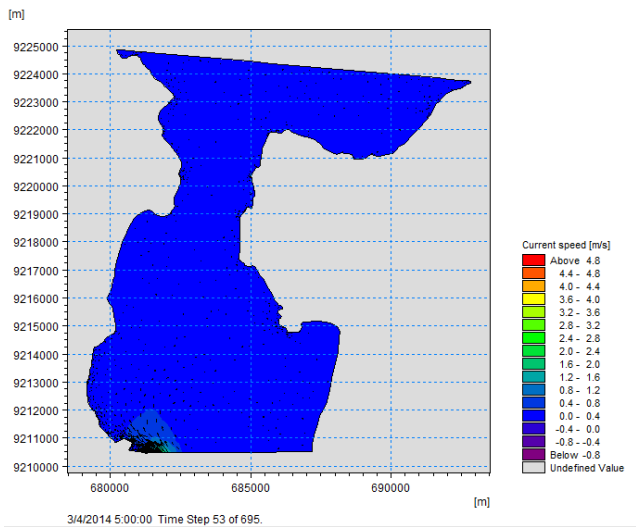 [m]
9225000
9224000
9223000
9222000
9221000
9220000
9219000
9218000
9217000
9216000
9215000
9214000
9213000
9212000
9211000
9210000
680000 685000 690000
[m]
3/4/2014 5:00:00 Time Step 53 of 695.
Current speed [m/s]
Above 4.8
4.4 - 4.8
4.0 - 4.4
3.6 - 4.0
3.2 - 3.6
2.8 - 3.2
2.4 - 2.8
2.0 - 2.4
1.6 - 2.0
1.2 - 1.6
0.8 - 1.2
0.4 - 0.8
0.0 - 0.4
-0.4 - 0.0
-0.8 - -0.4
Below -0.8
Undefined Value